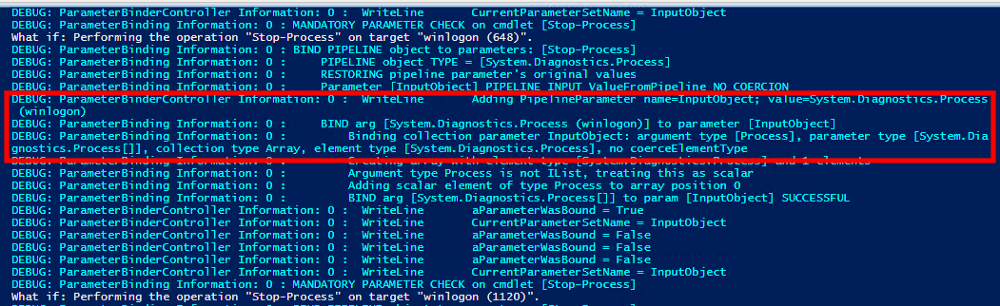 DEBUG: ParameterBinderController Information: 0 :  WriteLine     CurrentParameterSetName = InputObject
DEBUG: ParameterBinding Information: 0 : MANDATORY PARAMETER CHECK on cmdlet [Stop-Process]
What if: Performing the operation "Stop-Process" on target "winlogon (648)".
DEBUG: ParameterBinding Information: 0 : BIND PIPELINE object to parameters: [Stop-Process]
DEBUG: ParameterBinding Information: 0 :     PIPELINE object TYPE = [System.Diagnostics.Process]
DEBUG: ParameterBinding Information: 0 :     RESTORING pipeline parameter's original values
DEBUG: ParameterBinding Information: 0 :     Parameter [InputObject] PIPELINE INPUT ValueFromPipeline NO COERCION
DEBUG: ParameterBinderController Information: 0 :  WriteLine     Adding PipelineParameter name=InputObject; value=System.Diagnostics.Process
(winlogon)
DEBUG: ParameterBinding Information: 0 :     BIND arg [System.Diagnostics.Process (winlogon)] to parameter [InputObject]
DEBUG: ParameterBinding Information: 0 :         Binding collection parameter InputObject: argument type [Process], parameter type [System.Dia
gnostics.Process[]], collection type Array, element type [System.Diagnostics.Process], no coerceElementType
DEBUG: ParameterBinding Information: 0 :         Creating array with element type [System.Diagnostics.Process] and 1 elements
DEBUG: ParameterBinding Information: 0 :         Argument type Process is not IList, treating this as scalar
DEBUG: ParameterBinding Information: 0 :         Adding scalar element of type Process to array position 0
DEBUG: ParameterBinding Information: 0 :         BIND arg [System.Diagnostics.Process[]] to param [InputObject] SUCCESSFUL
DEBUG: ParameterBinderController Information: 0 :  WriteLine     aParameterWasBound = True
DEBUG: ParameterBinderController Information: 0 :  WriteLine     CurrentParameterSetName = InputObject
DEBUG: ParameterBinderController Information: 0 :  WriteLine     aParameterWasBound = False
DEBUG: ParameterBinderController Information: 0 :  WriteLine     aParameterWasBound = False
DEBUG: ParameterBinderController Information: 0 :  WriteLine     aParameterWasBound = False
DEBUG: ParameterBinderController Information: 0 :  WriteLine     CurrentParameterSetName = InputObject
DEBUG: ParameterBinding Information: 0 : MANDATORY PARAMETER CHECK on cmdlet [Stop-Process]
What if: Performing the operation "Stop-Process" on target "winlogon (1120)".